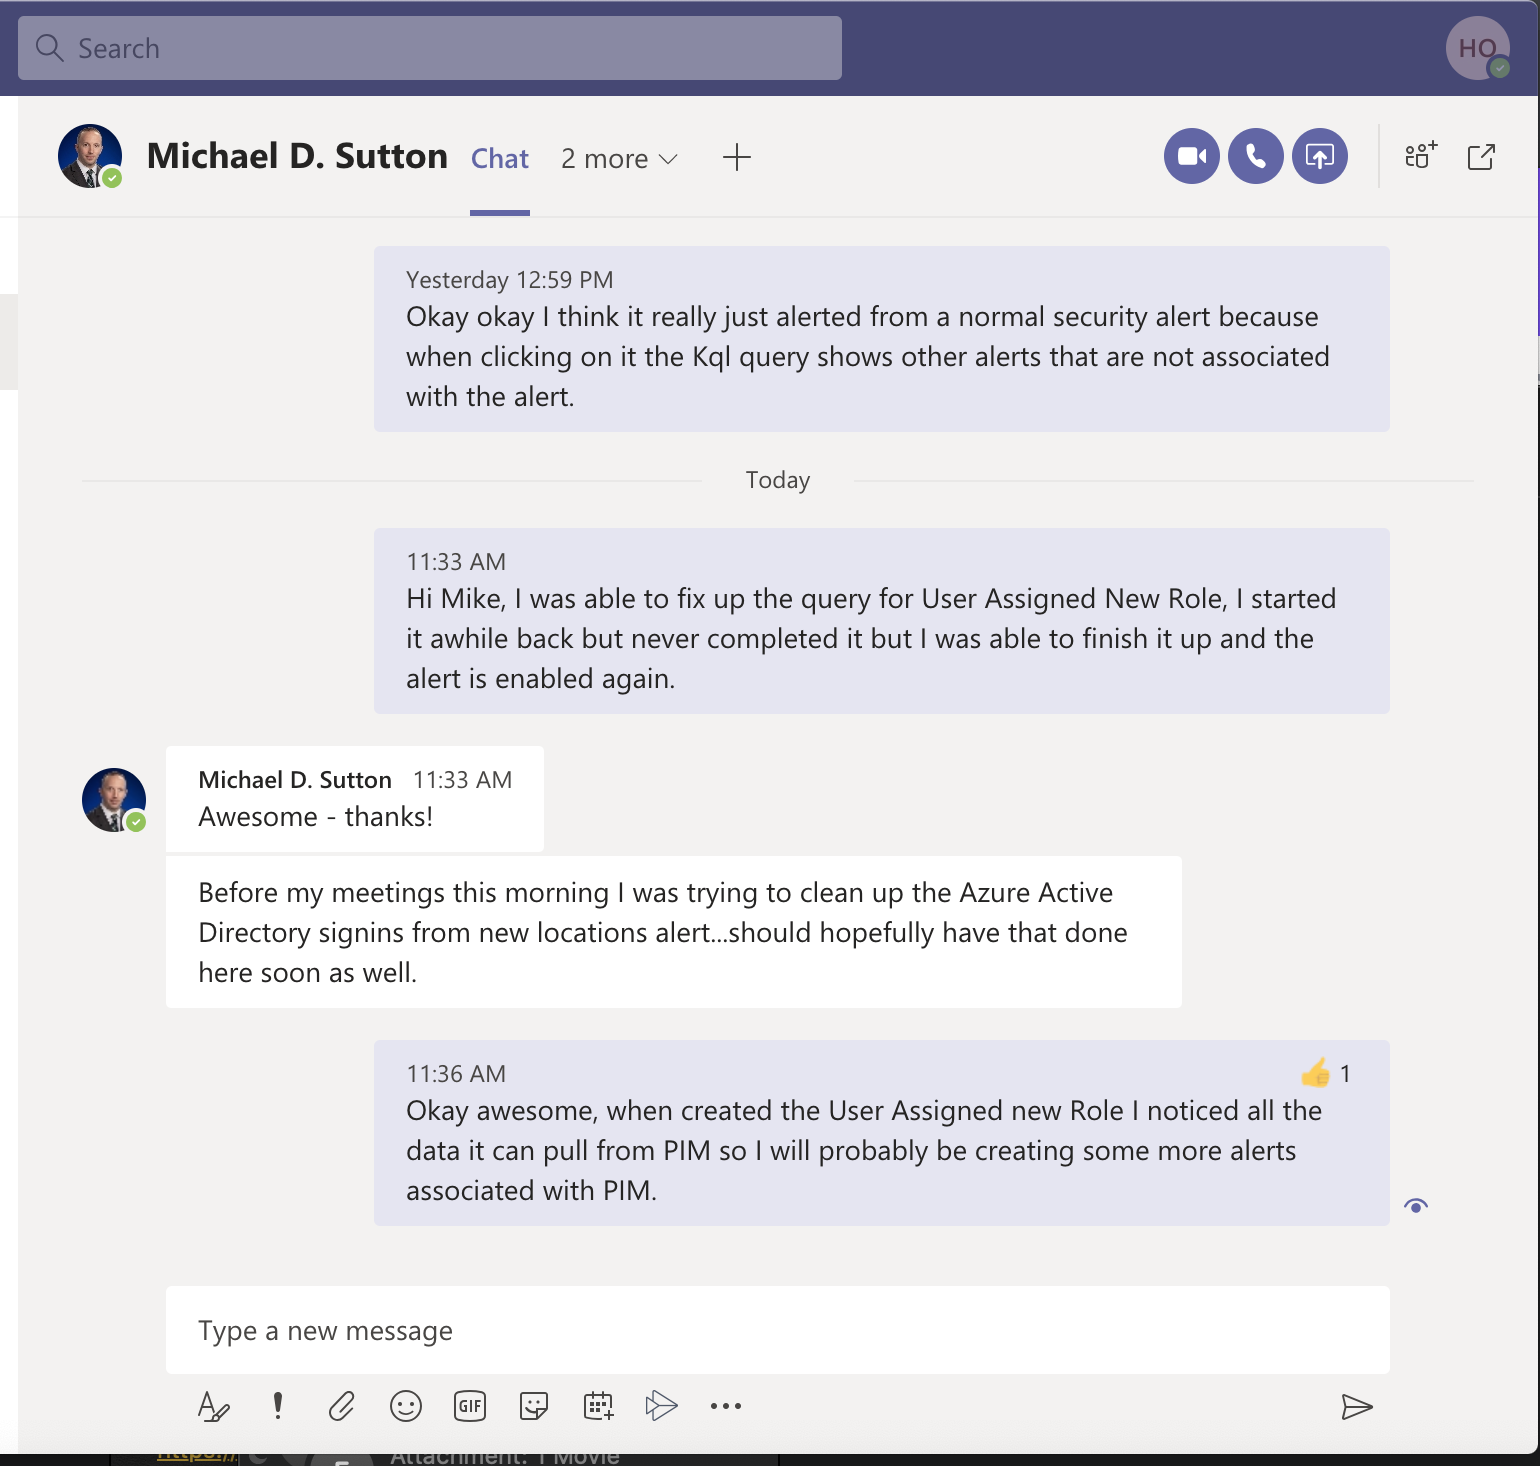 Search
HO
Michael D. Sutton Chat 2 more
Yesterday 12:59 PM
Okay okay I think it really just alerted from a normal security alert because
when clicking on it the Kql query shows other alerts that are not associated
with the alert.
Today
11:33 AM
Hi Mike, I was able to fix up the query for User Assigned New Role, I started
it awhile back but never completed it but I was able to finish it up and the
alert is enabled again.
Michael D. Sutton 11:33 AM
Awesome - thanks!
Before my meetings this morning I was trying to clean up the Azure Active
Directory signins from new locations alert...should hopefully have that done
here soon as well.
11:36 AM 👍 1
Okay awesome, when created the User Assigned new Role I noticed all the
data it can pull from PIM so I will probably be creating some more alerts
associated with PIM.
Type a new message
GIF
https:// Attachment: 1 Movie